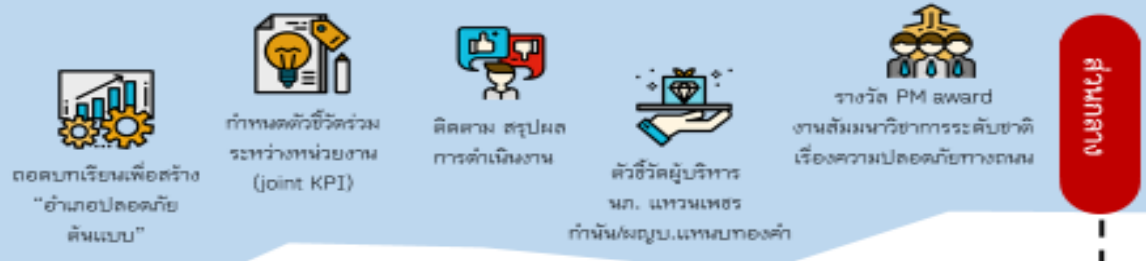 ถอดบทเรียนเพื่อสร้าง
“อำเภอปลอดภัย
ต้นแบบ”
กำหนดตัวชี้วัดร่วม
ระหว่างหน่วยงาน
(joint KPI)
ติดตาม สรุปผล
การดำเนินงาน
ตัวชี้วัดผู้บริหาร
นภ. แหวนเพชร
กำนัน/ผญบ.แหนบทองคำ
รางวัล PM award
งานสัมมนาวิชาการระดับชาติ
เรื่องความปลอดภัยทางถนน
ส่วนกลาง